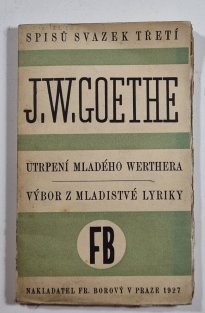 SPISŮ SVAZEK TŘETÍ
J.W.GOETHE
UTRPENÍ MLADÉHO WERTHERA
VÝBOR Z MLADISTVÉ LYRIKY
FB
NAKLADATEL FR. BOROVÝ V PRAZE 1927